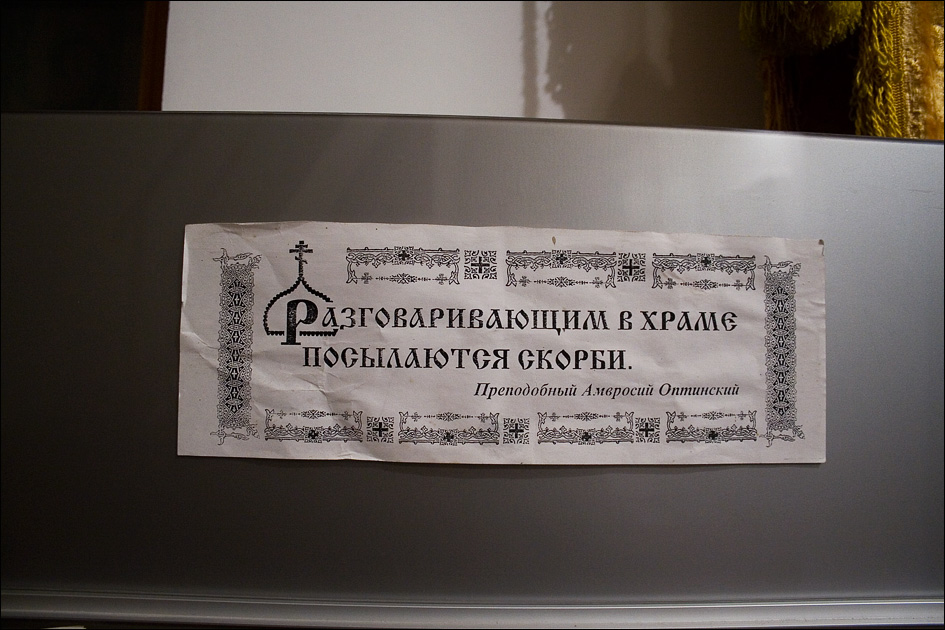 Разговаривающим в храме
посылаются скорби.
Преподобный Амвросий Оптинский